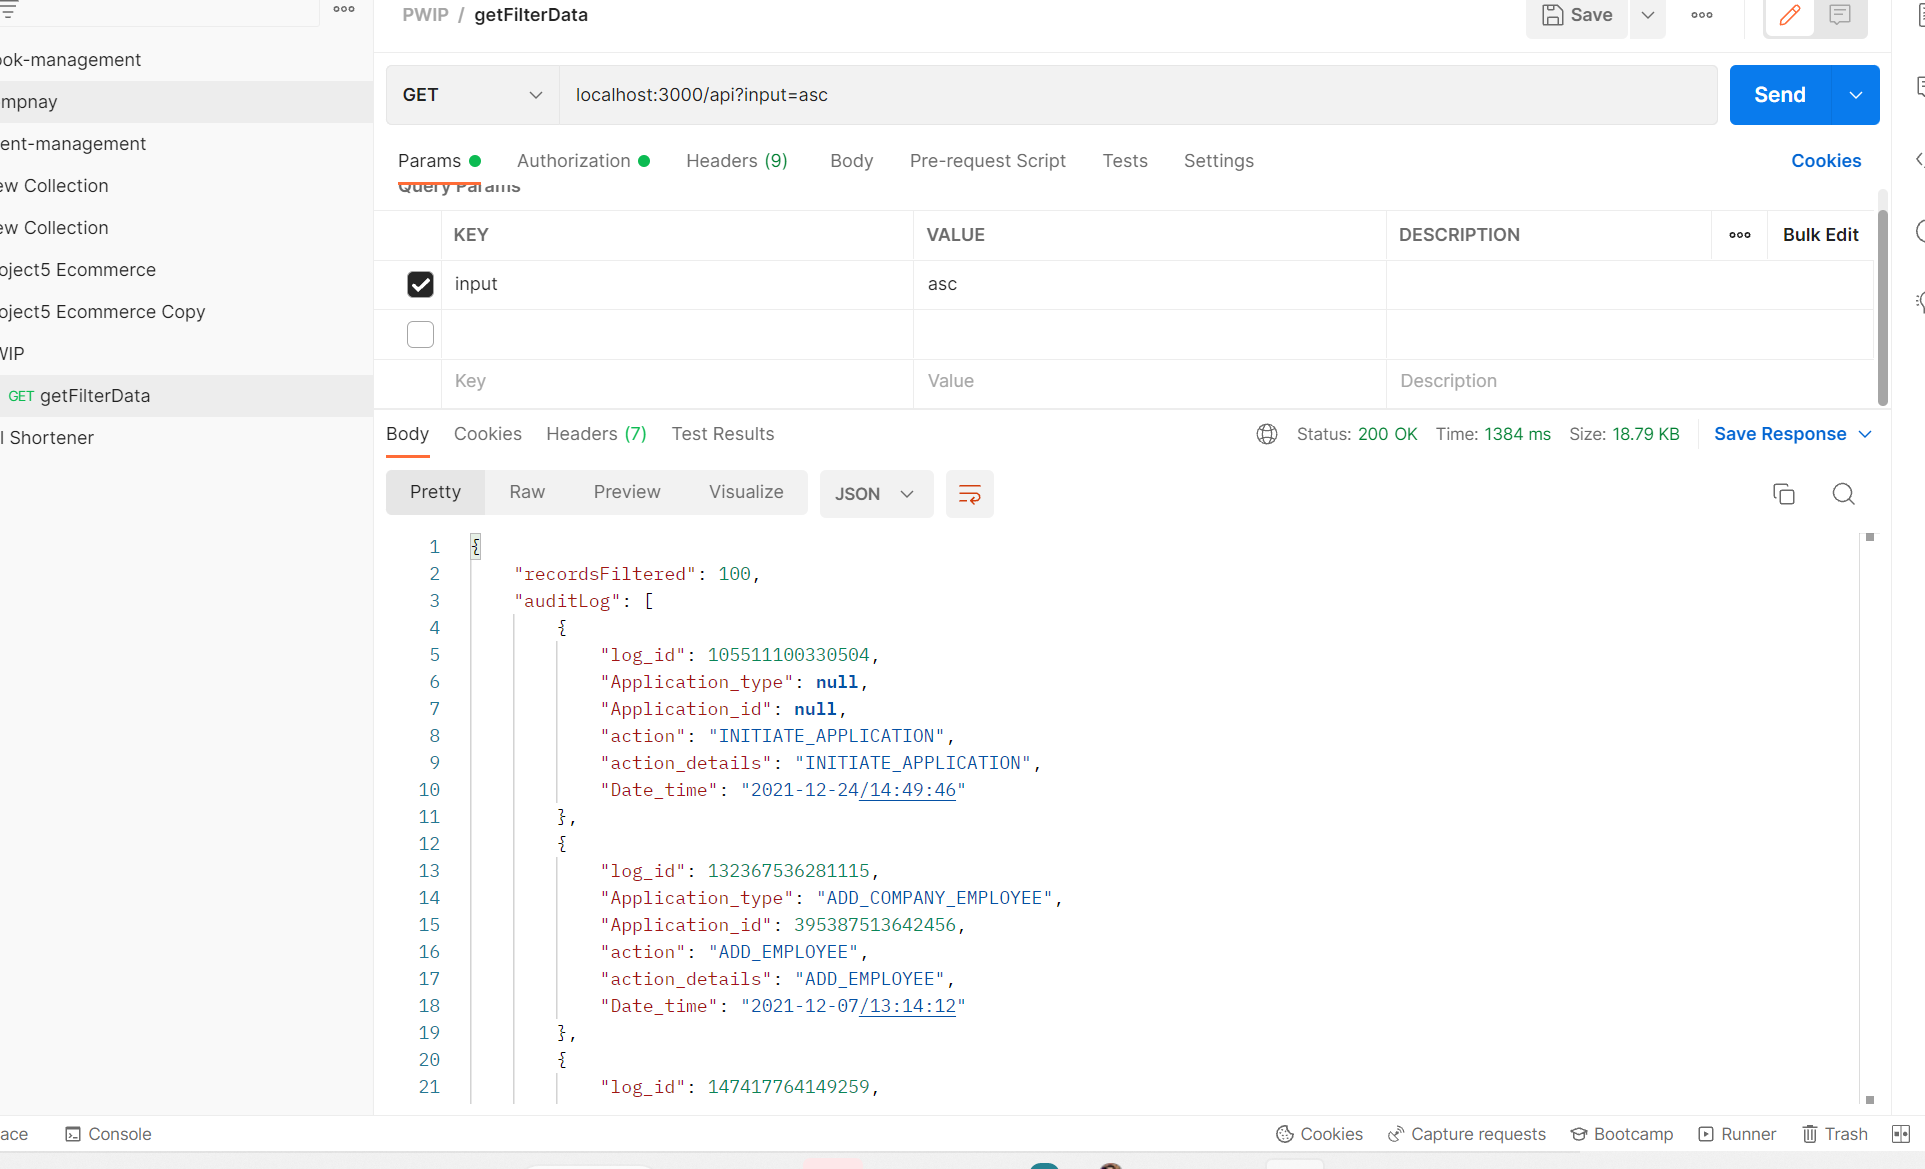 PWIP / getFilterData
Save
ook-management
mpnay
ent-management
ew Collection
ew Collection
oject5 Ecommerce
oject5 Ecommerce Copy
WIP
GET getFilterData
l Shortener
GET localhost:3000/api?input=asc Send
Params Authorization Headers (9) Body Pre-request Script Tests Settings Cookies
Query Params
KEY VALUE DESCRIPTION Bulk Edit
input asc
Key Value Description
Body Cookies Headers (7) Test Results Status: 200 OK Time: 1384 ms Size: 18.79 KB Save Response
Pretty Raw Preview Visualize JSON
1 {
2 "recordsFiltered": 100,
3 "auditLog": [
4 {
5 "log_id": 105511100330504,
6 "Application_type": null,
7 "Application_id": null,
8 "action": "INITIATE_APPLICATION",
9 "action_details": "INITIATE_APPLICATION",
10 "Date_time": "2021-12-24/14:49:46"
11 },
12 {
13 "log_id": 132367536281115,
14 "Application_type": "ADD_COMPANY_EMPLOYEE",
15 "Application_id": 395387513642456,
16 "action": "ADD_EMPLOYEE",
17 "action_details": "ADD_EMPLOYEE",
18 "Date_time": "2021-12-07/13:14:12"
19 },
20 {
21 "log_id": 147417764149259,
ace Console Cookies Capture requests Bootcamp Runner Trash